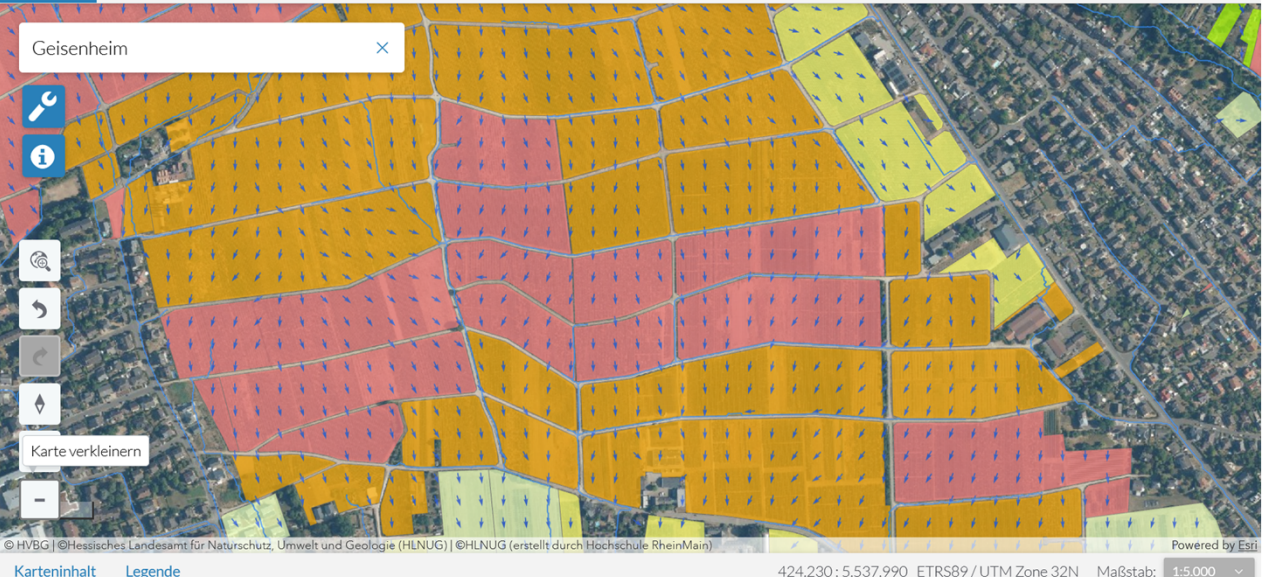 Geisenheim
Karte verkleinern
© HVBG | ©Hessisches Landesamt für Naturschutz, Umwelt und Geologie (HLNUG) | ©HLNUG (erstellt durch Hochschule RheinMain)
Powered by Esri
Karteninhalt Legende 424.230 : 5.537.990 ETRS89 / UTM Zone 32N Maßstab: 1:5.000